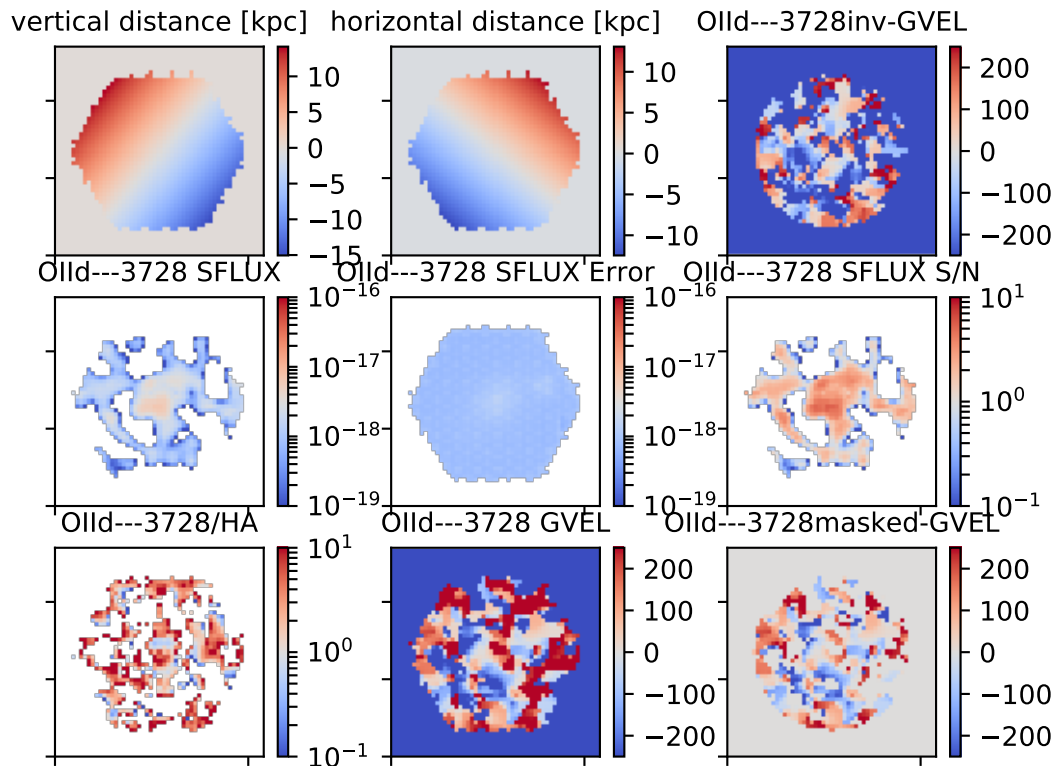 vertical distance [kpc] horizontal distance [kpc] OIId---3728inv-GVEL
10 5 0 −5 −10 −15
10 5 0 −5 −10
200 100 0 −100 −200
OIId---3728 SFLUX OIId---3728 SFLUX Error OIId---3728 SFLUX S/N
10⁻¹⁶ 10⁻¹⁷ 10⁻¹⁸ 10⁻¹⁹
10⁻¹⁶ 10⁻¹⁷ 10⁻¹⁸ 10⁻¹⁹
10¹ 10⁰ 10⁻¹
OIId---3728/HA OIId---3728 GVEL OIId---3728masked-GVEL
10¹ 10⁰ 10⁻¹
200 100 0 −100 −200
200 100 0 −100 −200